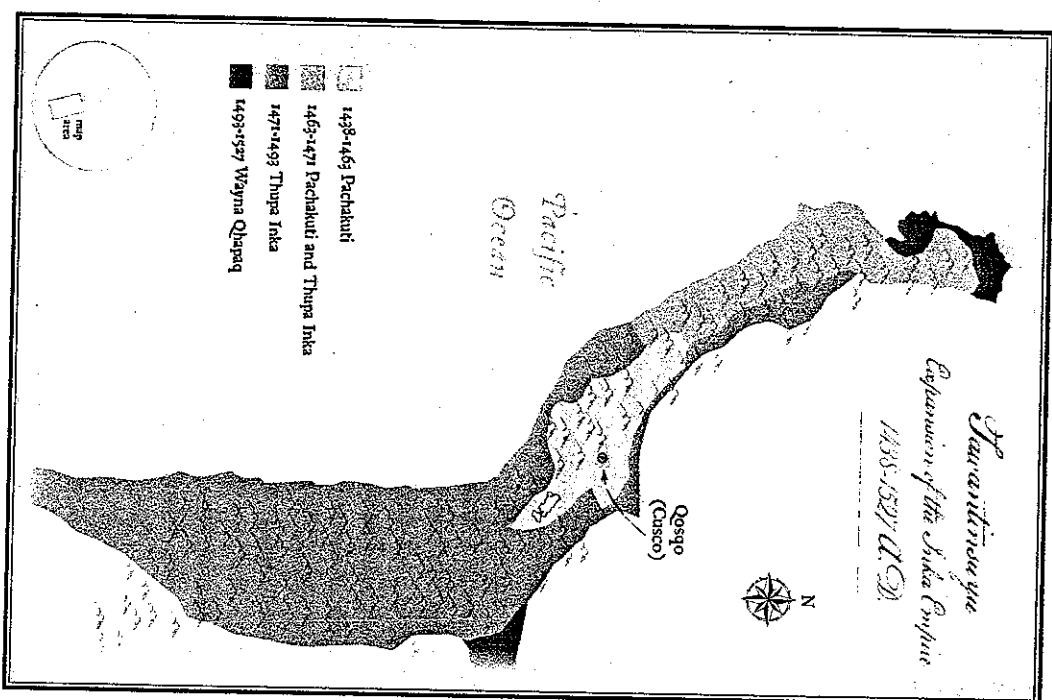 Tawantinsuyu
Expansion of the Inka Empire
1438-1527 A.D.
N
Qosqo
(Cusco)
Pacific
Ocean
1438-1463 Pachakuti
1463-1471 Pachakuti and Thupa Inka
1471-1493 Thupa Inka
1493-1527 Wayna Qhapaq
map
area